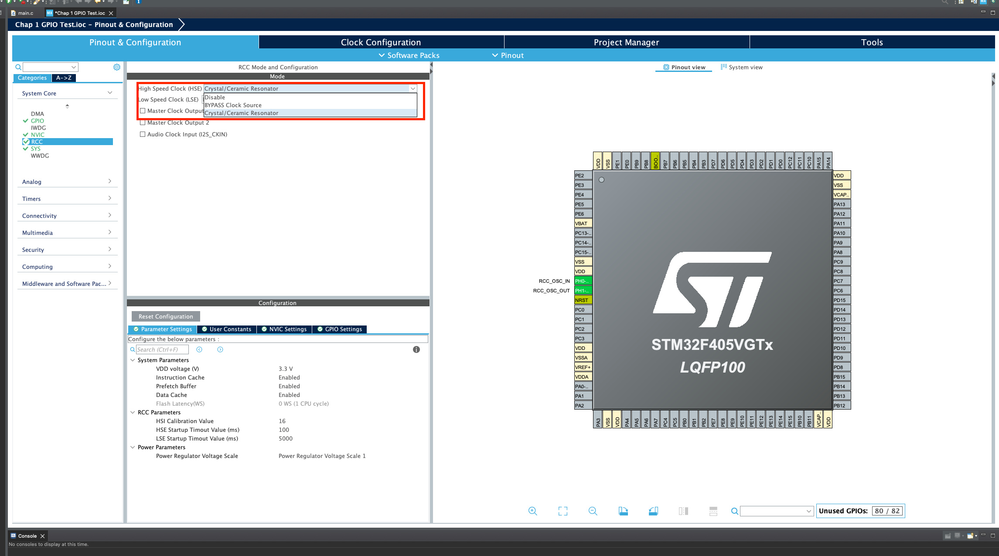 main.c
*Chap 1 GPIO Test.ioc
Chap 1 GPIO Test.ioc - Pinout & Configuration
Pinout & Configuration
Clock Configuration
Project Manager
Tools
Software Packs
Pinout
Categories
A->Z
System Core
DMA
GPIO
IWDG
NVIC
RCC
SYS
WWDG
Analog
Timers
Connectivity
Multimedia
Security
Computing
Middleware and Software Pac...
RCC Mode and Configuration
Mode
High Speed Clock (HSE) Crystal/Ceramic Resonator
Disable
Low Speed Clock (LSE)
BYPASS Clock Source
Master Clock Output
Crystal/Ceramic Resonator
Master Clock Output 2
Audio Clock Input (I2S_CKIN)
Configuration
Reset Configuration
Parameter Settings
User Constants
NVIC Settings
GPIO Settings
Configure the below parameters :
Search (Ctrl+F)
System Parameters
VDD voltage (V) 3.3 V
Instruction Cache Enabled
Prefetch Buffer Enabled
Data Cache Enabled
Flash Latency(WS) 0 WS (1 CPU cycle)
RCC Parameters
HSI Calibration Value 16
HSE Startup Timout Value (ms) 100
LSE Startup Timout Value (ms) 5000
Power Parameters
Power Regulator Voltage Scale Power Regulator Voltage Scale 1
Pinout view
System view
VDD
VSS
PE1
PE0
PB9
PB8
BOO..
PB7
PB6
PB5
PB4
PB3
PD7
PD6
PD5
PD4
PD3
PD2
PD1
PD0
PC12
PC11
PC10
PA15
PA14
PE2
PE3
PE4
PE5
PE6
VBAT
PC13-..
PC14-..
PC15-..
VSS
VDD
RCC_OSC_IN PH0-..
RCC_OSC_OUT PH1-..
NRST
PC0
PC1
PC2
PC3
VDD
VSSA
VREF+
VDDA
PA0-..
PA1
PA2
ST
STM32F405VGTx
LQFP100
VDD
VSS
VCAP..
PA13
PA12
PA11
PA10
PA9
PA8
PC9
PC8
PC7
PC6
PD15
PD14
PD13
PD12
PD11
PD10
PD9
PD8
PB15
PB14
PB13
PB12
PA3
VSS
VDD
PA4
PA5
PA6
PA7
PC4
PC5
PB0
PB1
PB2
PE7
PE8
PE9
PE10
PE11
PE12
PE13
PE14
PE15
PB10
PB11
VCAP..
VDD
Unused GPIOs: 80 / 82
Console
No consoles to display at this time.